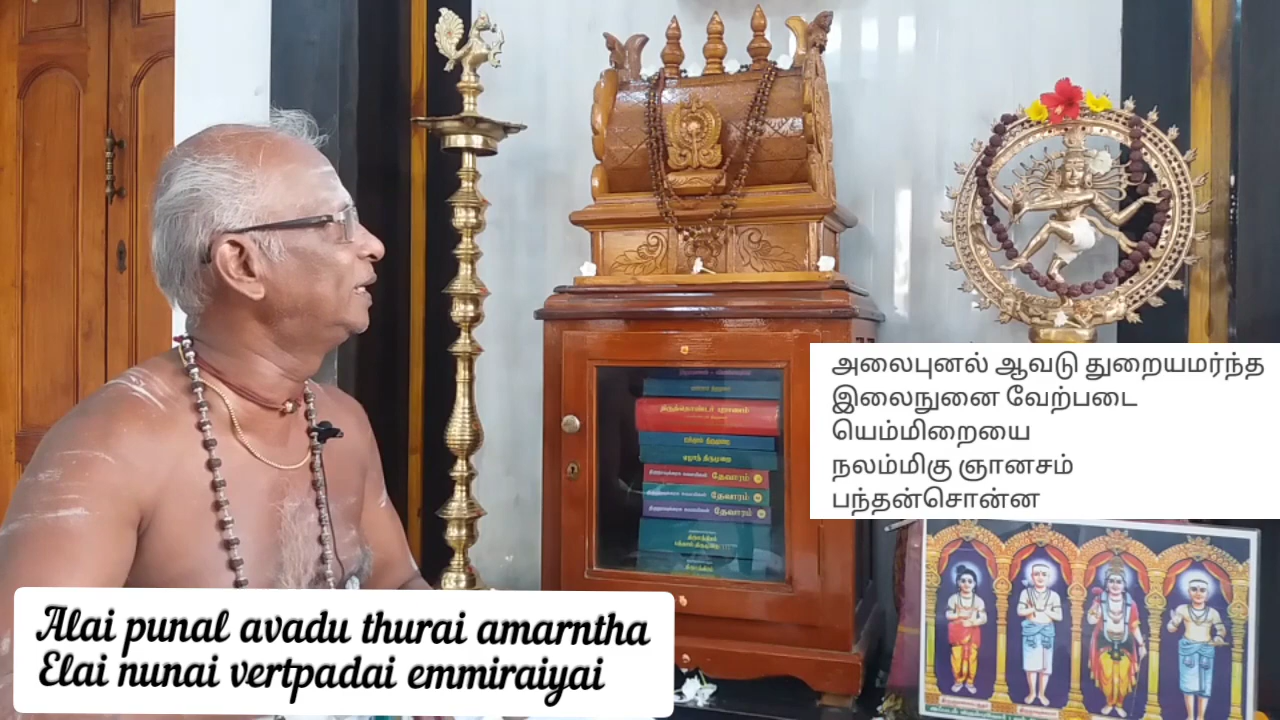 திருத்தொண்டர் புராணம்
ஏழாந் திருமுறை
தேவாரம்
தேவாரம்
தேவாரம்
அலைபுனல் ஆவடு துறையமர்ந்த
இலைநுனை வேற்படை
யெம்மிறையை
நலம்மிகு ஞானசம்
பந்தன்சொன்ன
Alai punal avadu thurai amarntha
Elai nunai vertpadai emmiraiyai